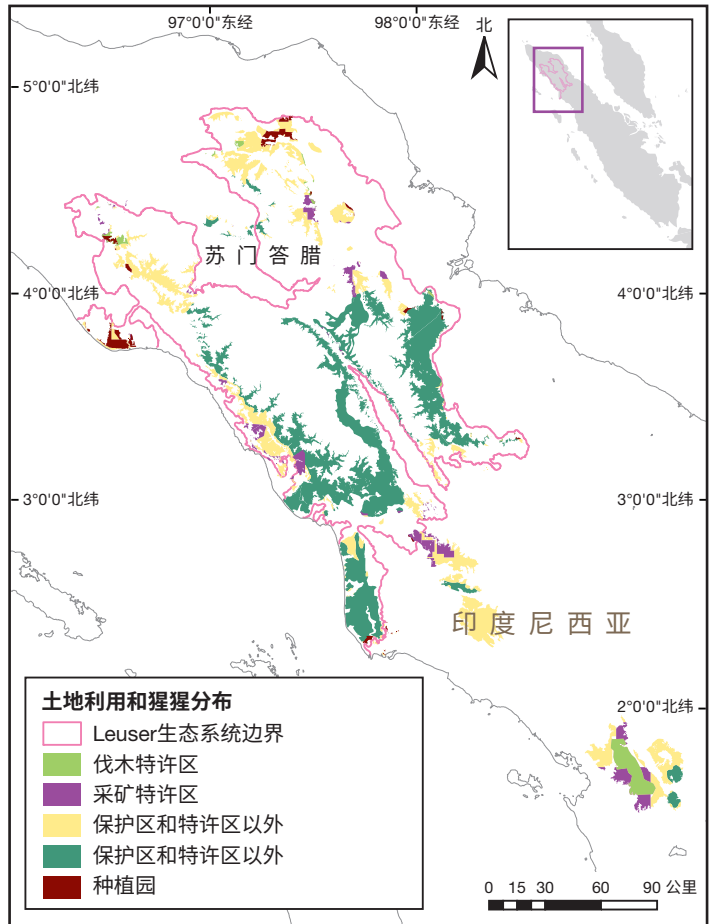 97°0'0"东经
98°0'0"东经
北
5°0'0"北纬
苏门答腊
4°0'0"北纬
4°0'0"北纬
3°0'0"北纬
3°0'0"北纬
印度尼西亚
2°0'0"北纬
土地利用和猩猩分布
Leuser生态系统边界
伐木特许区
采矿特许区
保护区和特许区以外
保护区和特许区以外
种植园
0 15 30 60 90 公里